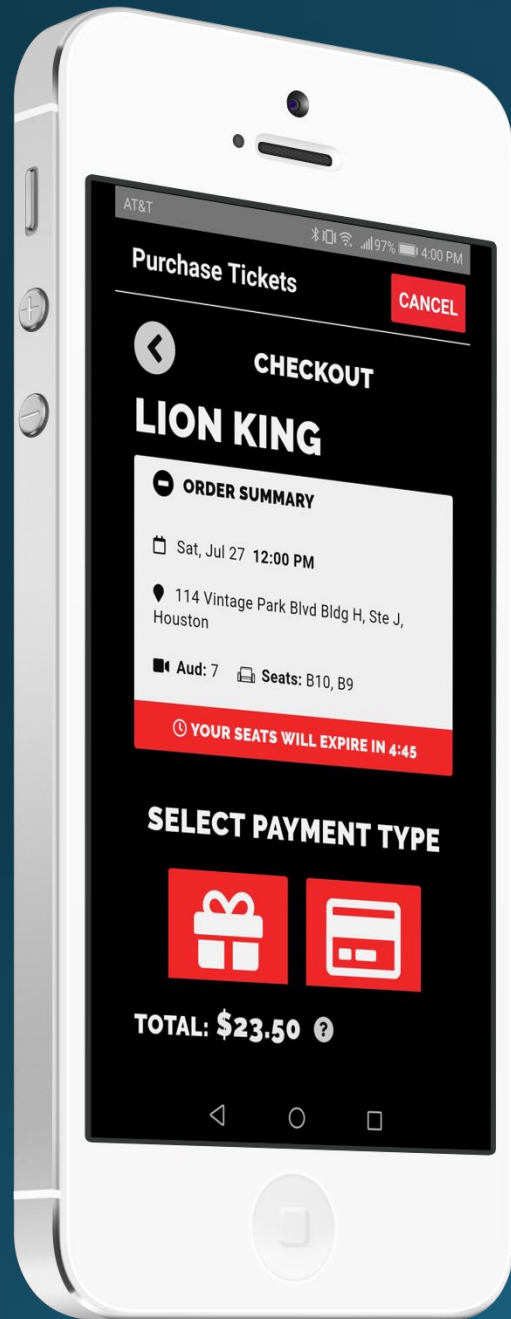 AT&T
97% 4:00 PM
Purchase Tickets
CANCEL
CHECKOUT
LION KING
ORDER SUMMARY
Sat, Jul 27 12:00 PM
114 Vintage Park Blvd Bldg H, Ste J,
Houston
Aud: 7 Seats: B10, B9
YOUR SEATS WILL EXPIRE IN 4:45
SELECT PAYMENT TYPE
TOTAL: $23.50 ?